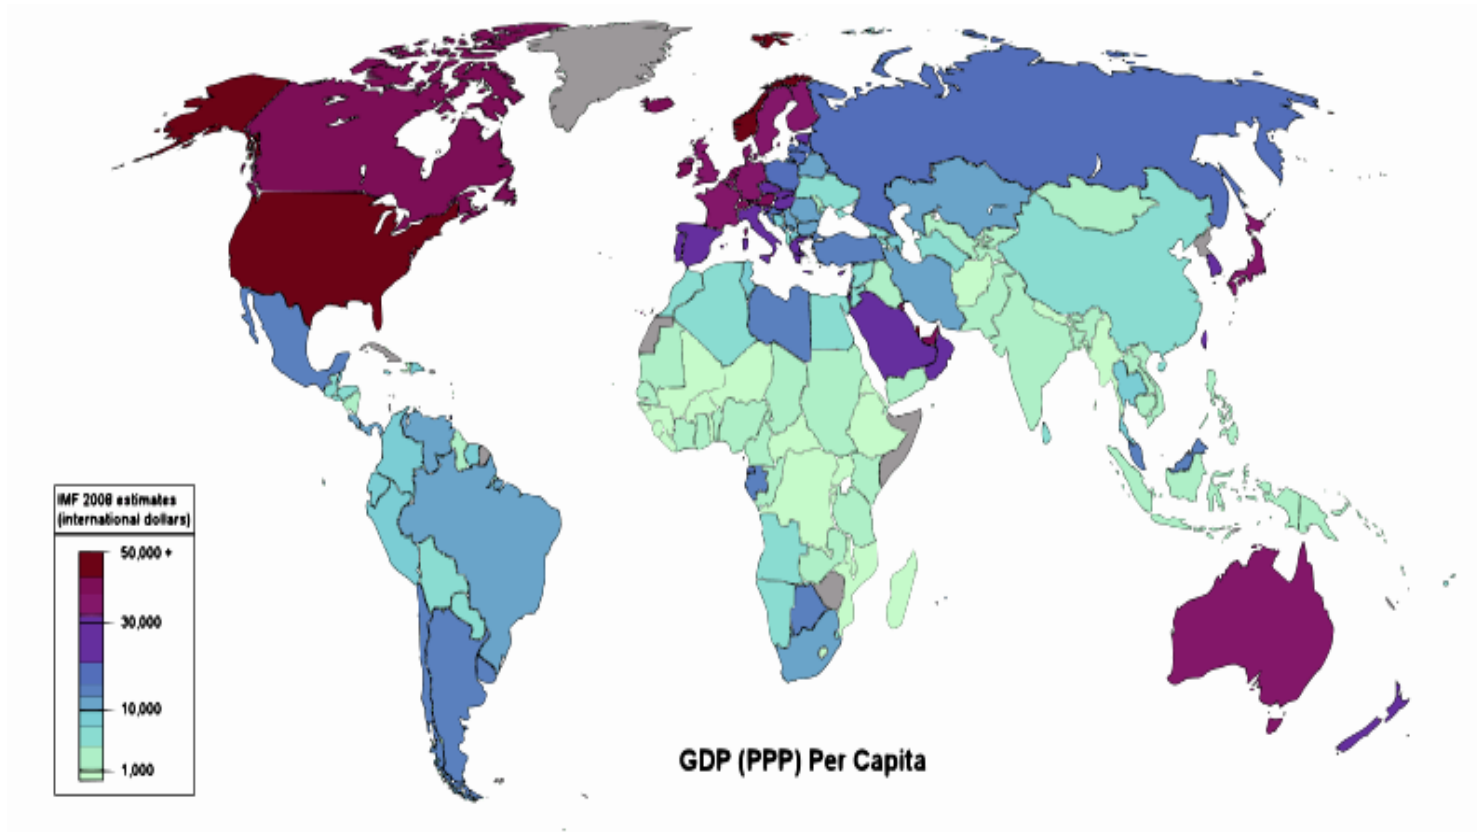 IMF 2008 estimates
(international dollars)
50,000 +
30,000
10,000
1,000
GDP (PPP) Per Capita